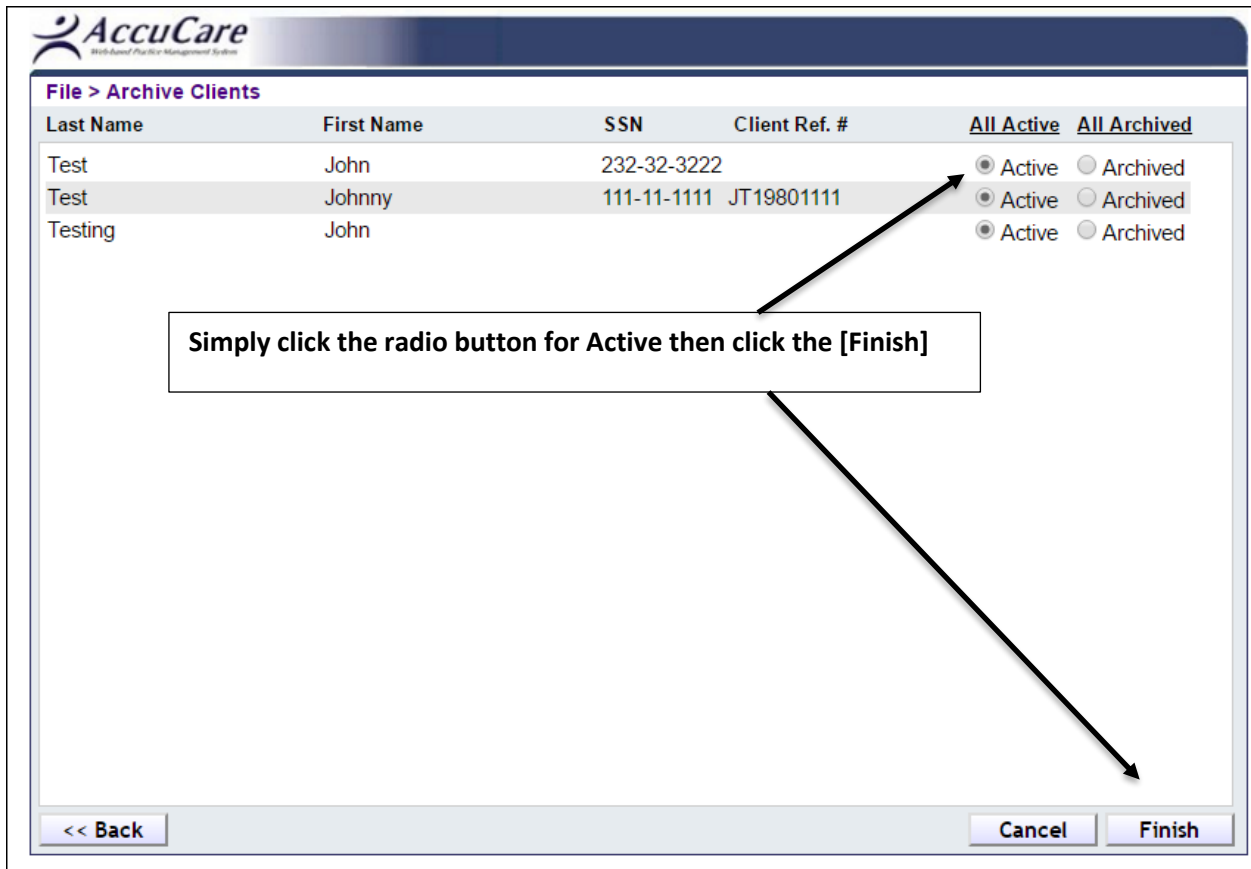 AccuCare
Web-based Practice Management System
File > Archive Clients
Last Name First Name SSN Client Ref. # All Active All Archived
Test John 232-32-3222 Active Archived
Test Johnny 111-11-1111 JT19801111 Active Archived
Testing John Active Archived
Simply click the radio button for Active then click the [Finish]
<< Back Cancel Finish